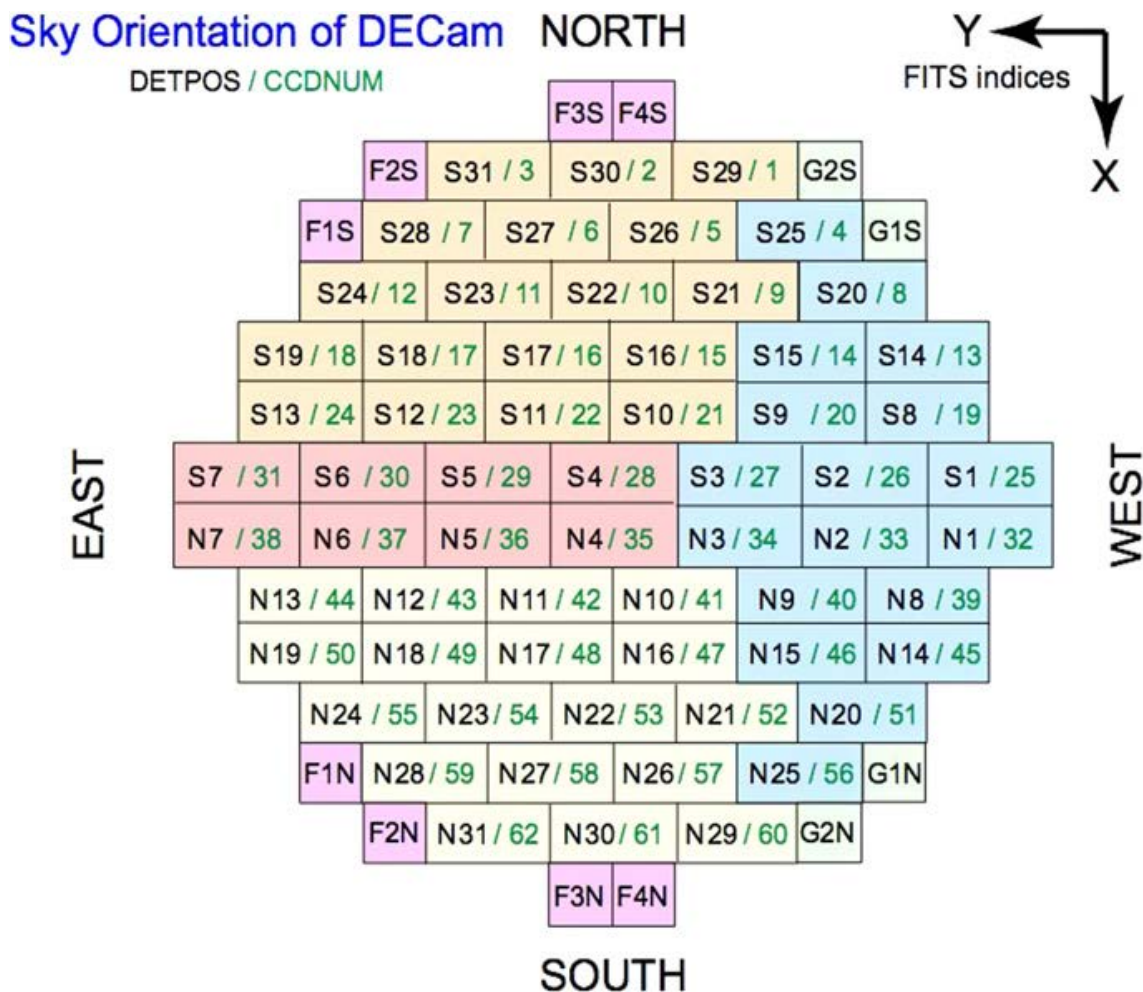 Sky Orientation of DECam NORTH Y
DETPOS / CCDNUM FITS indices
X
F3S F4S
F2S S31 / 3 S30 / 2 S29 / 1 G2S
F1S S28 / 7 S27 / 6 S26 / 5 S25 / 4 G1S
S24 / 12 S23 / 11 S22 / 10 S21 / 9 S20 / 8
S19 / 18 S18 / 17 S17 / 16 S16 / 15 S15 / 14 S14 / 13
S13 / 24 S12 / 23 S11 / 22 S10 / 21 S9 / 20 S8 / 19
EAST
S7 / 31 S6 / 30 S5 / 29 S4 / 28 S3 / 27 S2 / 26 S1 / 25
N7 / 38 N6 / 37 N5 / 36 N4 / 35 N3 / 34 N2 / 33 N1 / 32
WEST
N13 / 44 N12 / 43 N11 / 42 N10 / 41 N9 / 40 N8 / 39
N19 / 50 N18 / 49 N17 / 48 N16 / 47 N15 / 46 N14 / 45
N24 / 55 N23 / 54 N22 / 53 N21 / 52 N20 / 51
F1N N28 / 59 N27 / 58 N26 / 57 N25 / 56 G1N
F2N N31 / 62 N30 / 61 N29 / 60 G2N
F3N F4N
SOUTH